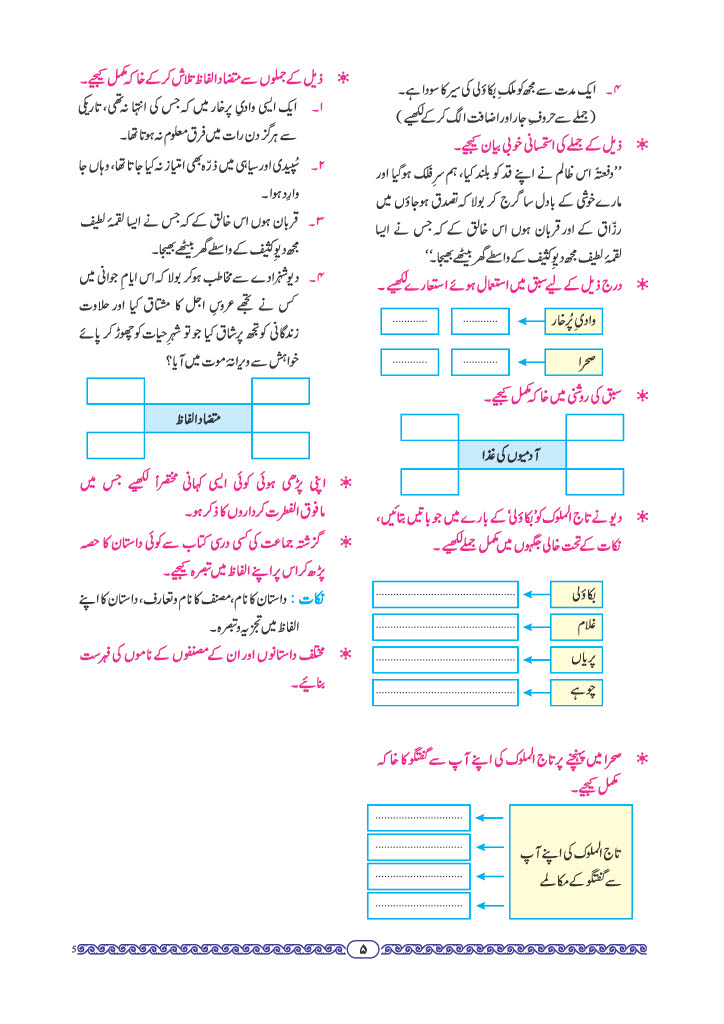 ۴۔ ایک مدت سے مجھ کو ملکِ بکاؤلی کی سیر کا سودا ہے۔
(جملے سے حروفِ جار اور اضافت الگ کر کے لکھیے)
* ذیل کے جملے کی استحسانی خوبی بیان کیجیے۔
’’دفعتہً اس ظالم نے اپنے قد کو بلند کیا، ہم سرِ فلک ہوگیا اور
مارے خوشی کے بادل سا گرج کر بولا کہ تصدق ہوجاؤں میں
رزّاق کے اور قربان ہوں اس خالق کے کہ جس نے ایسا
لقمۂ لطیف مجھ دیوِ کثیف کے واسطے گھر بیٹھے بھیجا۔‘‘
* درج ذیل کے لیے سبق میں استعمال ہوئے استعارے لکھیے۔
وادیِ پُرخار ............ ............
صحرا ............ ............
* سبق کی روشنی میں خاکہ مکمل کیجیے۔
آدمیوں کی غذا
* دیو نے تاج الملوک کو ’بکاؤلی‘ کے بارے میں جو باتیں بتائیں،
نکات کے تحت خالی جگہوں میں مکمل جملے لکھیے۔
بکاؤلی ................................
غلام ................................
پریاں ................................
چوہے ................................
* صحرا میں پہنچنے پر تاج الملوک کی اپنے آپ سے گفتگو کا خاکہ
مکمل کیجیے۔
تاج الملوک کی اپنے آپ
سے گفتگو کے مکالمے
............................
............................
............................
............................
* ذیل کے جملوں سے متضاد الفاظ تلاش کر کے خاکہ مکمل کیجیے۔
۱۔ ایک ایسی وادیِ پرخار میں کہ جس کی انتہا نہ تھی، تاریکی
سے ہرگز دن رات میں فرق معلوم نہ ہوتا تھا۔
۲۔ سُپیدی اور سیاہی میں ذرّہ بھی امتیاز نہ کیا جاتا تھا، وہاں جا
وارد ہوا۔
۳۔ قربان ہوں اس خالق کے کہ جس نے ایسا لقمۂ لطیف
مجھ دیوِ کثیف کے واسطے گھر بیٹھے بھیجا۔
۴۔ دیو شہزادے سے مخاطب ہوکر بولا کہ اس ایامِ جوانی میں
کس نے تجھے عروسِ اجل کا مشتاق کیا اور حلاوت
زندگانی کو تجھ پر شاق کیا جو تو شہرِ حیات کو چھوڑ کر پائے
خواہش سے ویرانۂ موت میں آیا؟
متضاد الفاظ
* اپنی پڑھی ہوئی کوئی ایسی کہانی مختصراً لکھیے جس میں
مافوق الفطرت کرداروں کا ذکر ہو۔
* گزشتہ جماعت کی کسی درسی کتاب سے کوئی داستان کا حصہ
پڑھ کر اس پر اپنے الفاظ میں تبصرہ کیجیے۔
نکات : داستان کا نام، مصنف کا نام و تعارف، داستان کا اپنے
الفاظ میں تجزیہ و تبصرہ۔
* مختلف داستانوں اور ان کے مصنفوں کے ناموں کی فہرست
بنائیے۔
۵
5